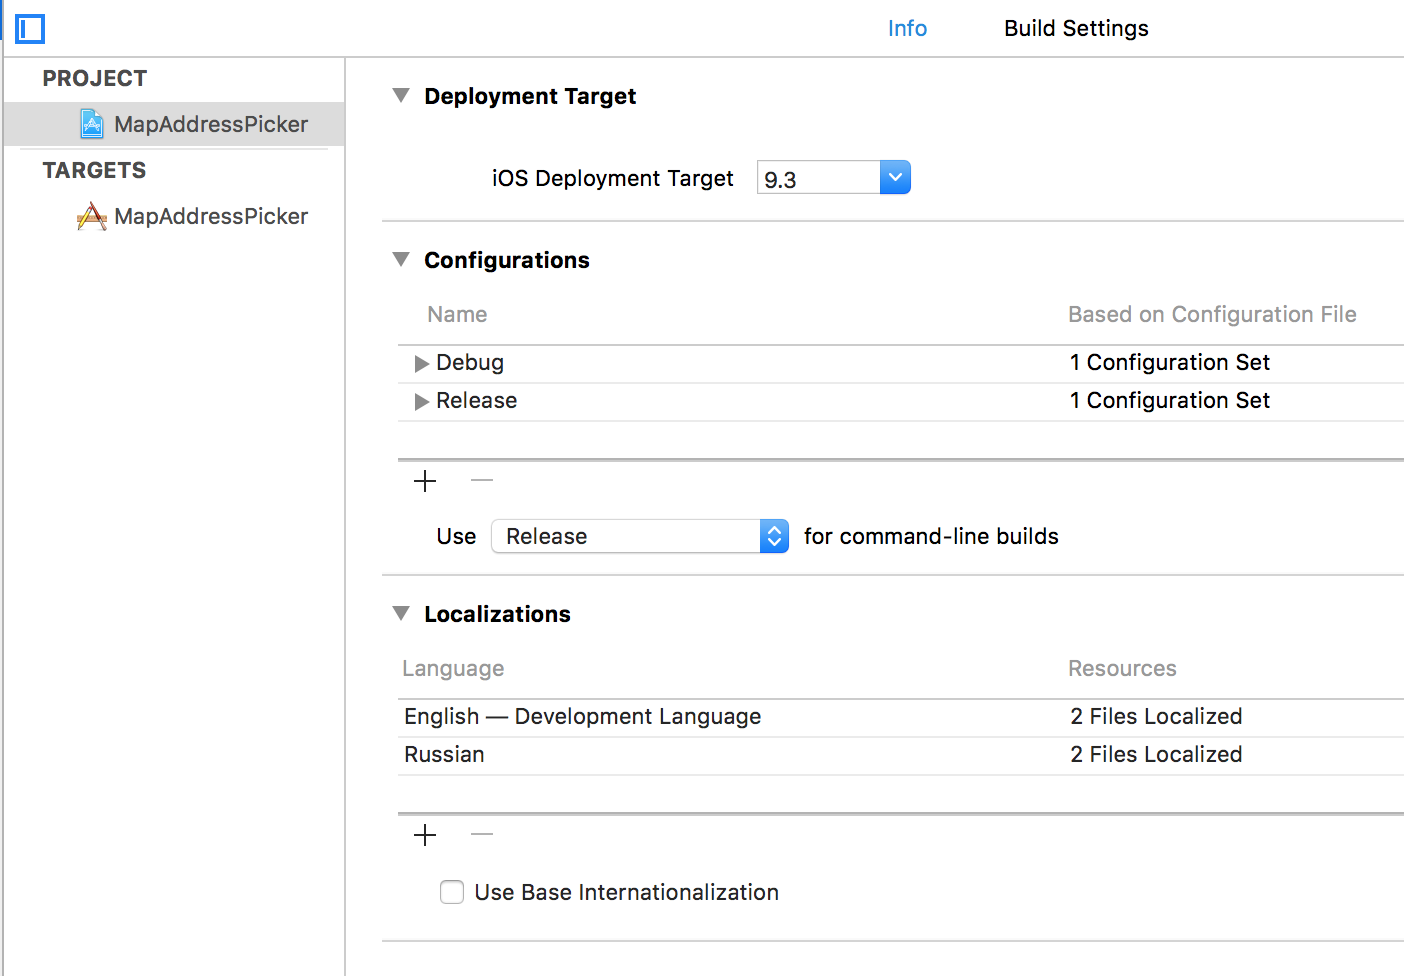 Info Build Settings
PROJECT
MapAddressPicker
TARGETS
MapAddressPicker
Deployment Target
iOS Deployment Target 9.3
Configurations
Name Based on Configuration File
Debug 1 Configuration Set
Release 1 Configuration Set
Use Release for command-line builds
Localizations
Language Resources
English — Development Language 2 Files Localized
Russian 2 Files Localized
Use Base Internationalization